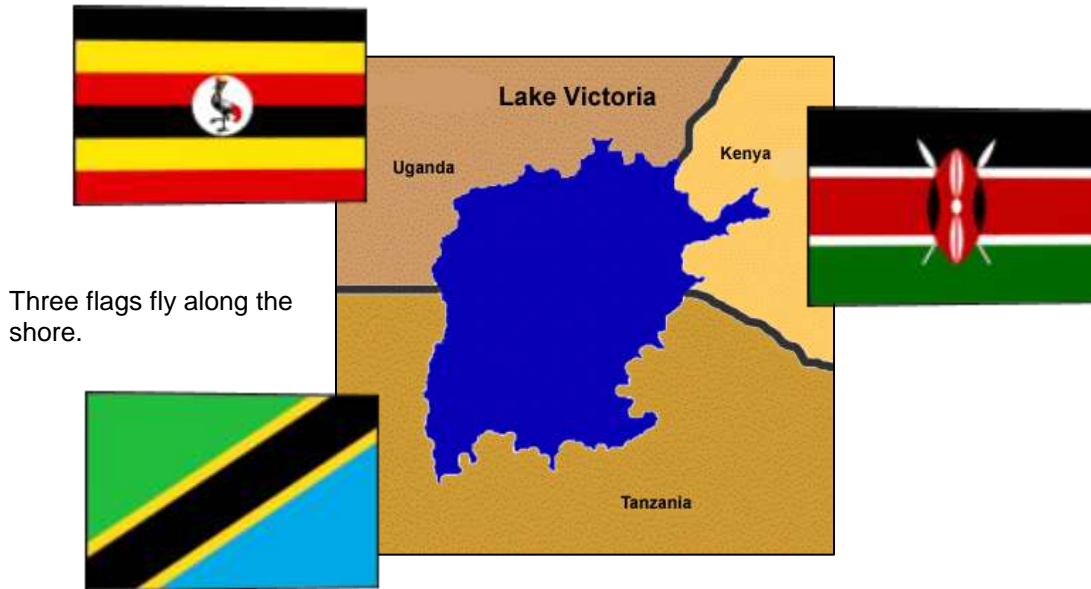 Lake Victoria
Uganda
Kenya
Three flags fly along the
shore.
Tanzania